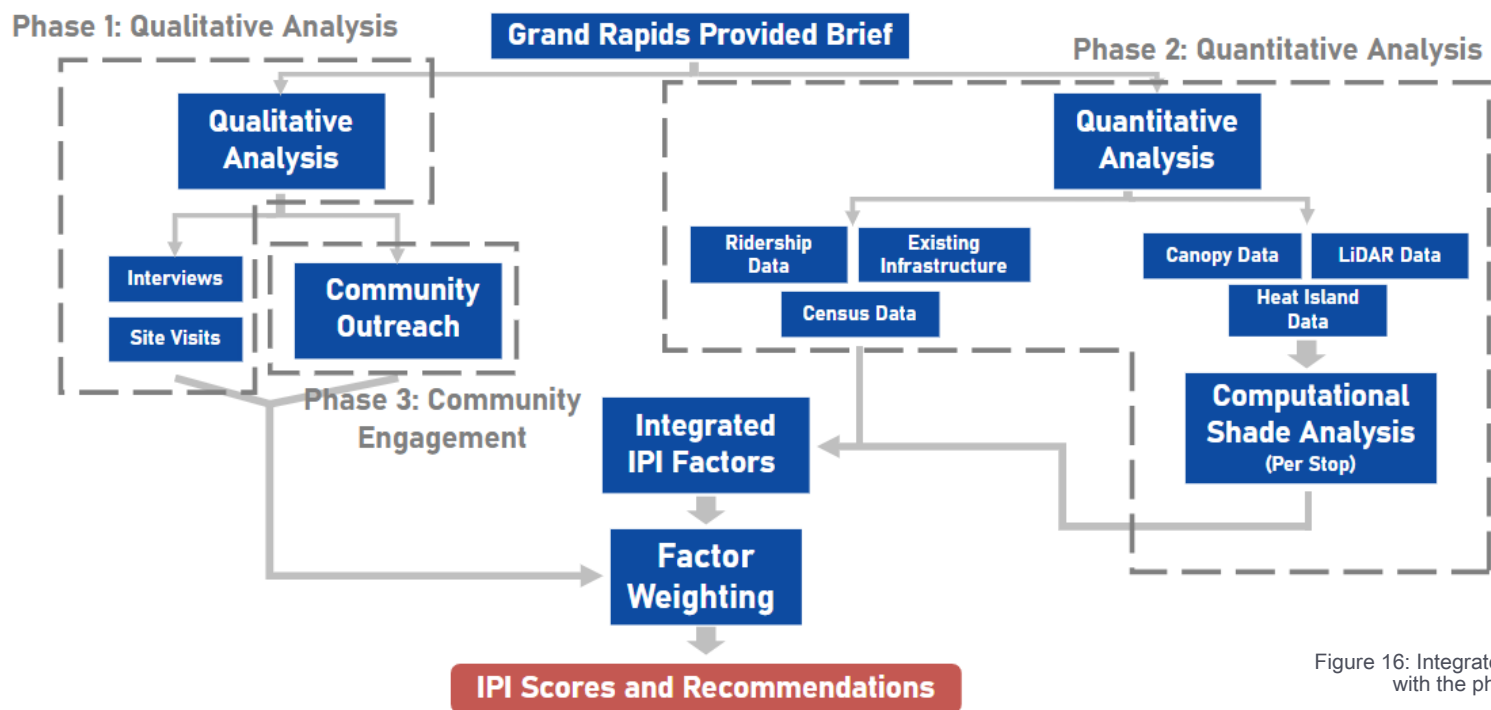 Phase 1: Qualitative Analysis
Grand Rapids Provided Brief
Phase 2: Quantitative Analysis
Qualitative
Analysis
Quantitative
Analysis
Interviews
Site Visits
Community
Outreach
Phase 3: Community
Engagement
Ridership
Data
Existing
Infrastructure
Census Data
Canopy Data
LiDAR Data
Heat Island
Data
Computational
Shade Analysis
(Per Stop)
Integrated
IPI Factors
Factor
Weighting
IPI Scores and Recommendations
Figure 16:
with the